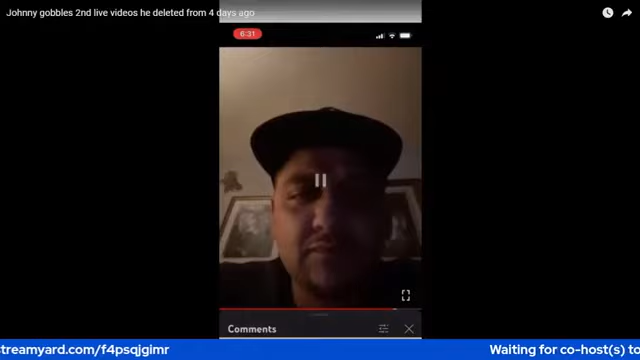 Johnny gobbles 2nd live videos he deleted from 4 days ago
6:31
Comments
streamyard.com/f4psqjgimr
Waiting for co-host(s) to